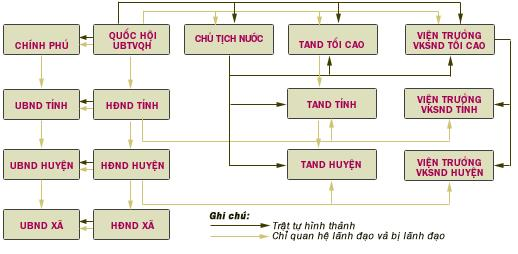 CHÍNH PHỦ
QUỐC HỘI
UBTVQH
CHỦ TỊCH NƯỚC
TAND TỐI CAO
VIỆN TRƯỞNG
VKSND TỐI CAO
UBND TỈNH
HĐND TỈNH
TAND TỈNH
VIỆN TRƯỞNG
VKSND TỈNH
UBND HUYỆN
HĐND HUYỆN
TAND HUYỆN
VIỆN TRƯỞNG
VKSND HUYỆN
UBND XÃ
HĐND XÃ
Ghi chú:
Trật tự hình thành
Chỉ quan hệ lãnh đạo và bị lãnh đạo